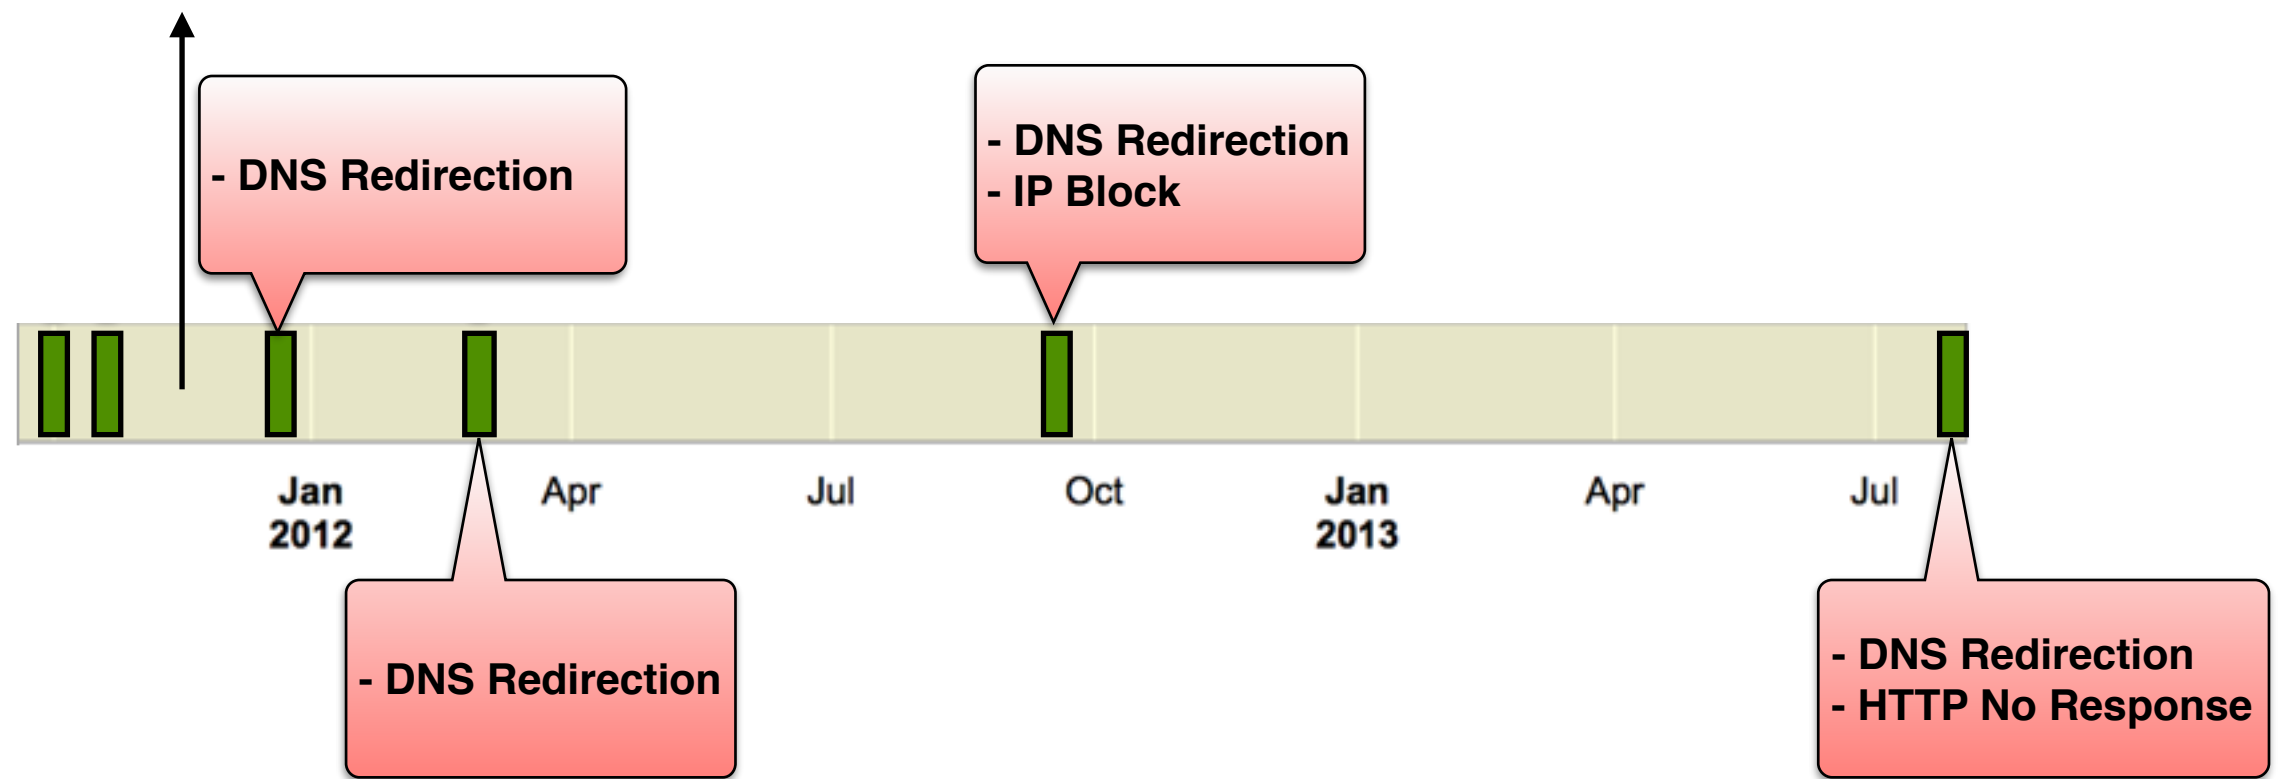 - DNS Redirection
- DNS Redirection
- IP Block
Jan
2012
Apr
Jul
Oct
Jan
2013
Apr
Jul
- DNS Redirection
- DNS Redirection
- HTTP No Response